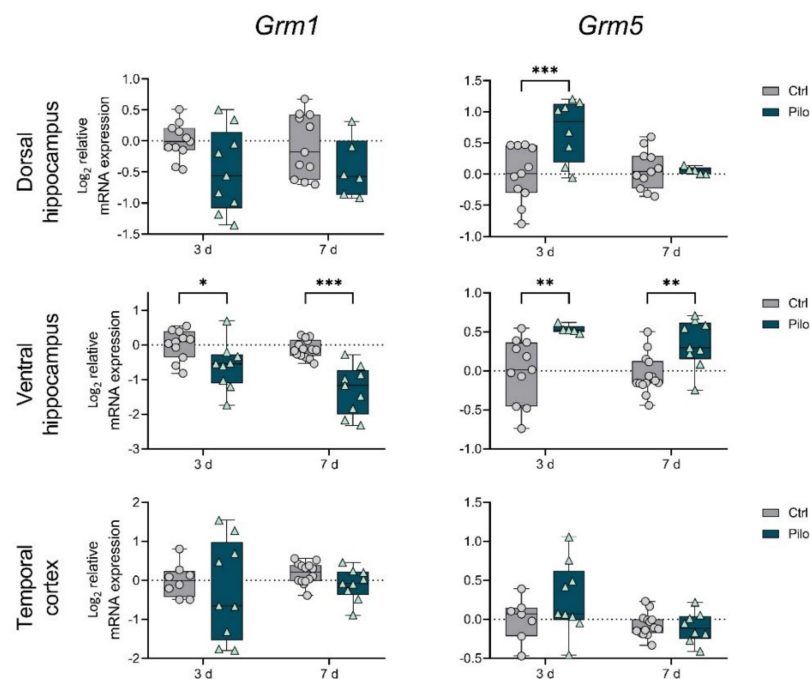 Grm1
Grm5
Dorsal
hippocampus
Log2 relative
mRNA expression
1.0
0.5
0.0
-0.5
-1.0
-1.5
3 d
7 d
***
1.5
1.0
0.5
0.0
-0.5
-1.0
3 d
7 d
Ctrl
Pilo
Ventral
hippocampus
Log2 relative
mRNA expression
*
***
1
0
-1
-2
-3
3 d
7 d
**
**
1.0
0.5
0.0
-0.5
-1.0
3 d
7 d
Ctrl
Pilo
Temporal
cortex
Log2 relative
mRNA expression
2
1
0
-1
-2
3 d
7 d
1.5
1.0
0.5
0.0
-0.5
3 d
7 d
Ctrl
Pilo